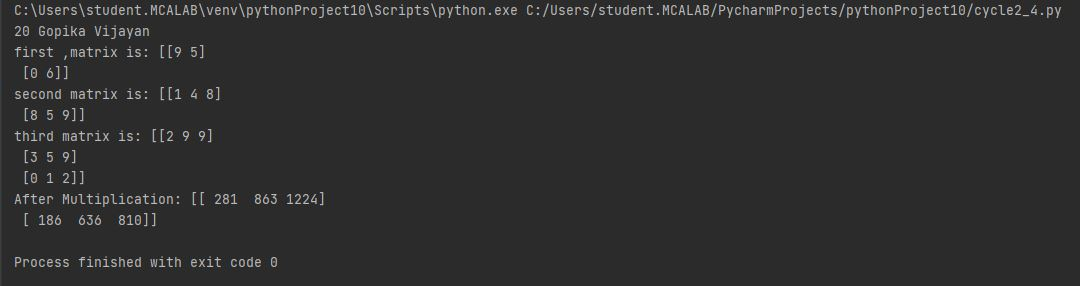 C:\Users\student.MCALAB\venv\pythonProject10\Scripts\python.exe C:/Users/student.MCALAB/PycharmProjects/pythonProject10/cycle2_4.py
20 Gopika Vijayan
first ,matrix is: [[9 5]
 [0 6]]
second matrix is: [[1 4 8]
 [8 5 9]]
third matrix is: [[2 9 9]
 [3 5 9]
 [0 1 2]]
After Multiplication: [[ 281  863 1224]
 [ 186  636  810]]
Process finished with exit code 0